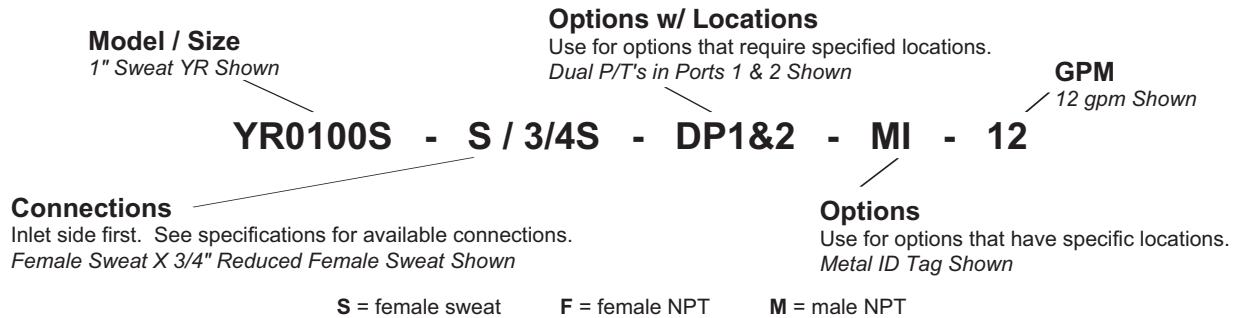 Options w/ Locations
Use for options that require specified locations.
Dual P/T's in Ports 1 & 2 Shown
Model / Size
1" Sweat YR Shown
GPM
12 gpm Shown
YR0100S - S / 3/4S - DP1&2 - MI - 12
Connections
Inlet side first. See specifications for available connections.
Female Sweat X 3/4" Reduced Female Sweat Shown
Options
Use for options that have specific locations.
Metal ID Tag Shown
S = female sweat F = female NPT M = male NPT